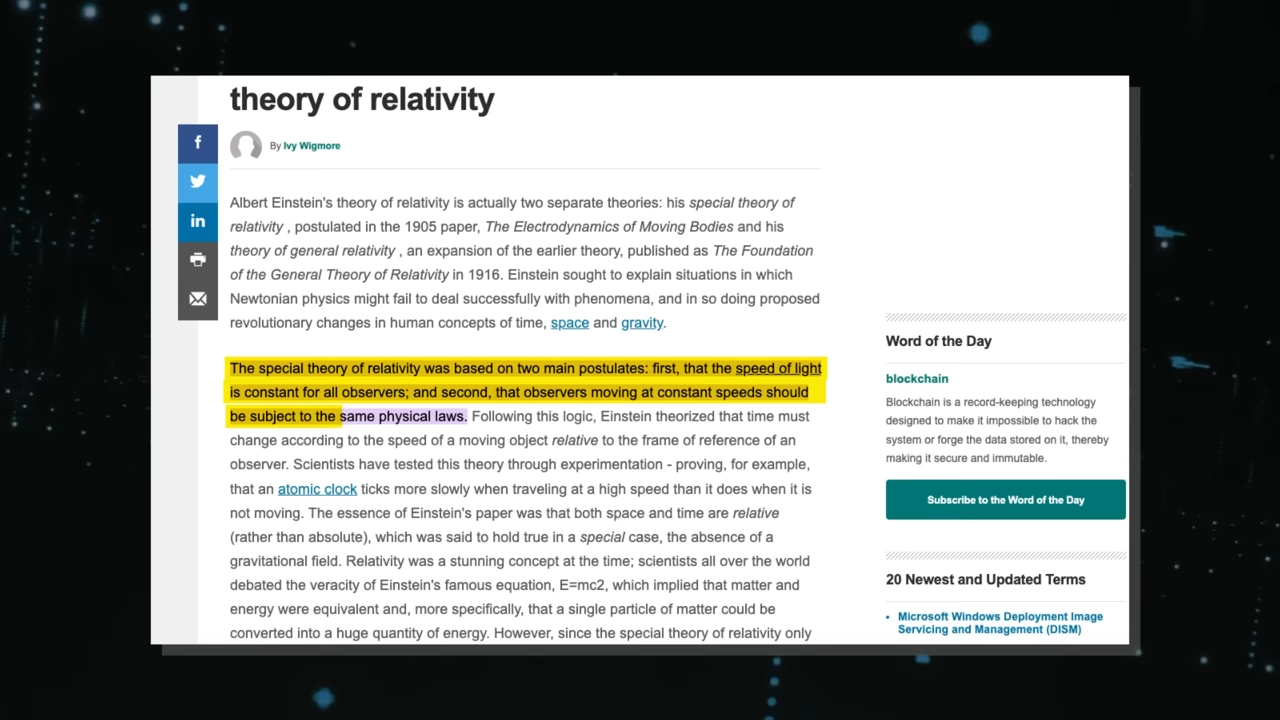 theory of relativity
By Ivy Wigmore
Albert Einstein's theory of relativity is actually two separate theories: his special theory of
relativity , postulated in the 1905 paper, The Electrodynamics of Moving Bodies and his
theory of general relativity , an expansion of the earlier theory, published as The Foundation
of the General Theory of Relativity in 1916. Einstein sought to explain situations in which
Newtonian physics might fail to deal successfully with phenomena, and in so doing proposed
revolutionary changes in human concepts of time, space and gravity.
The special theory of relativity was based on two main postulates: first, that the speed of light
is constant for all observers; and second, that observers moving at constant speeds should
be subject to the same physical laws. Following this logic, Einstein theorized that time must
change according to the speed of a moving object relative to the frame of reference of an
observer. Scientists have tested this theory through experimentation - proving, for example,
that an atomic clock ticks more slowly when traveling at a high speed than it does when it is
not moving. The essence of Einstein's paper was that both space and time are relative
(rather than absolute), which was said to hold true in a special case, the absence of a
gravitational field. Relativity was a stunning concept at the time; scientists all over the world
debated the veracity of Einstein's famous equation, E=mc2, which implied that matter and
energy were equivalent and, more specifically, that a single particle of matter could be
converted into a huge quantity of energy. However, since the special theory of relativity only
Word of the Day
blockchain
Blockchain is a record-keeping technology
designed to make it impossible to hack the
system or forge the data stored on it, thereby
making it secure and immutable.
Subscribe to the Word of the Day
20 Newest and Updated Terms
• Microsoft Windows Deployment Image
Servicing and Management (DISM)